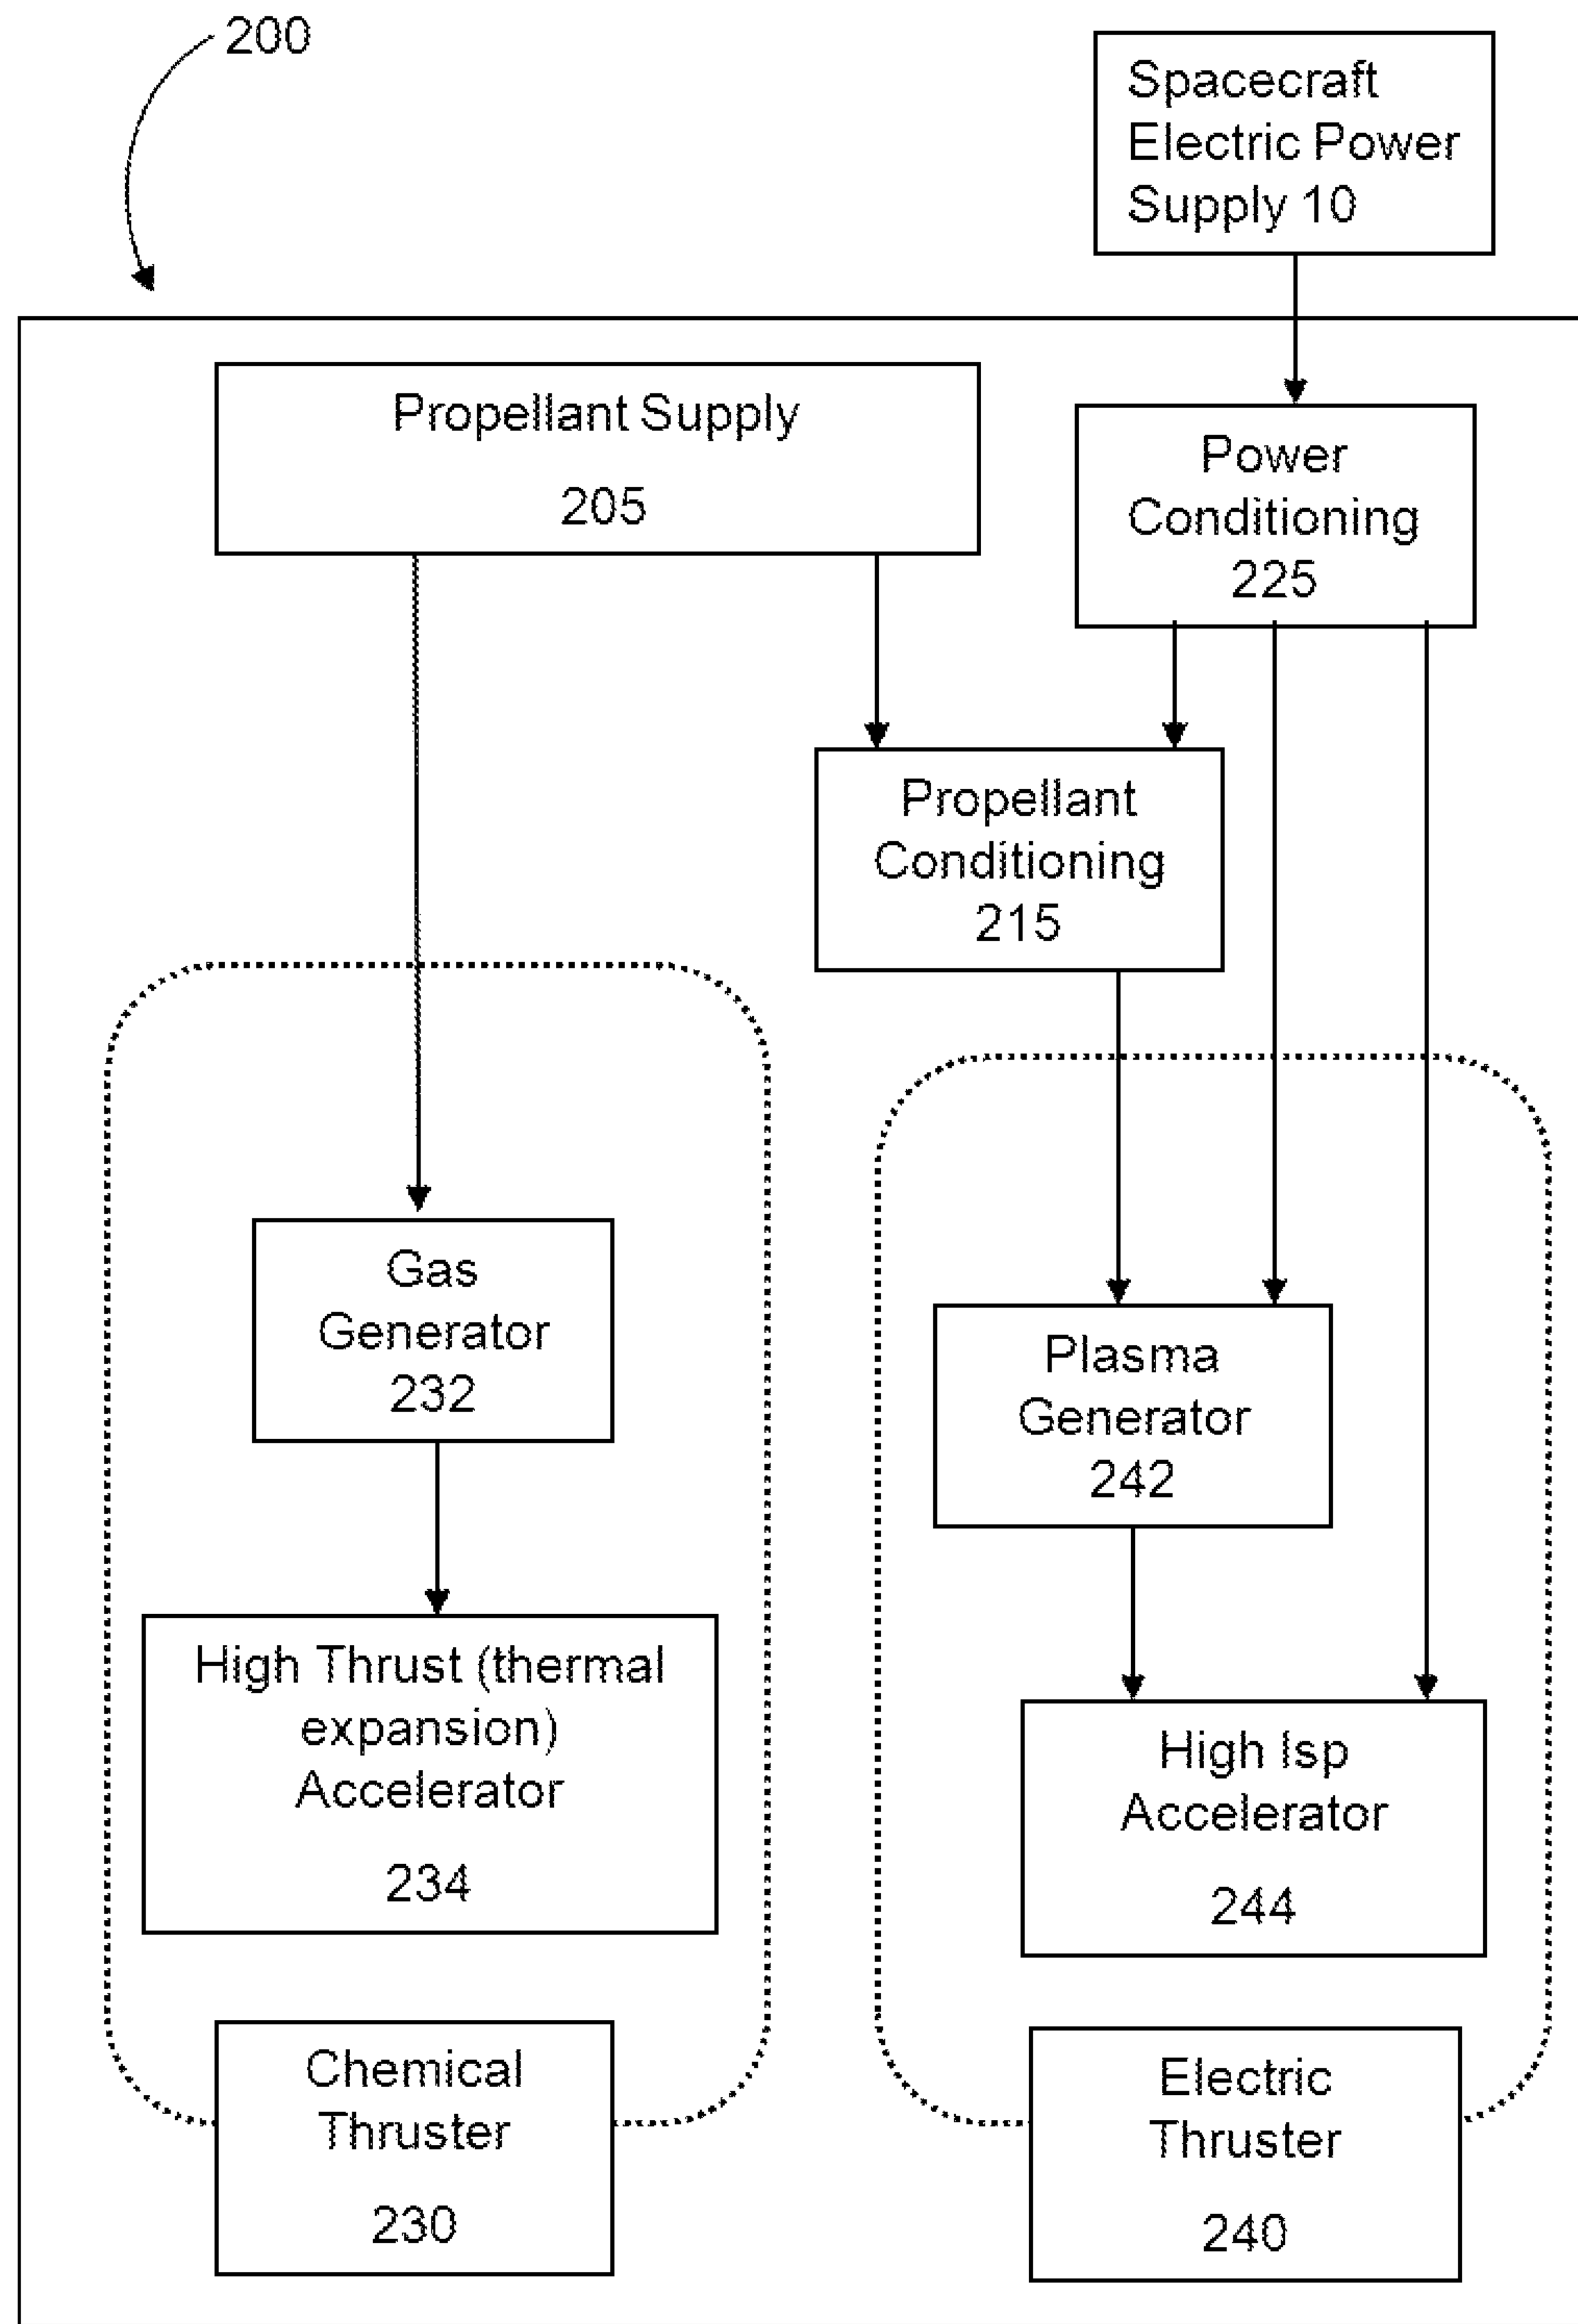 200
Spacecraft
Electric Power
Supply 10
Propellant Supply
205
Power
Conditioning
225
Propellant
Conditioning
215
Gas
Generator
232
Plasma
Generator
242
High Thrust (thermal
expansion)
Accelerator
234
High Isp
Accelerator
244
Chemical
Thruster
230
Electric
Thruster
240